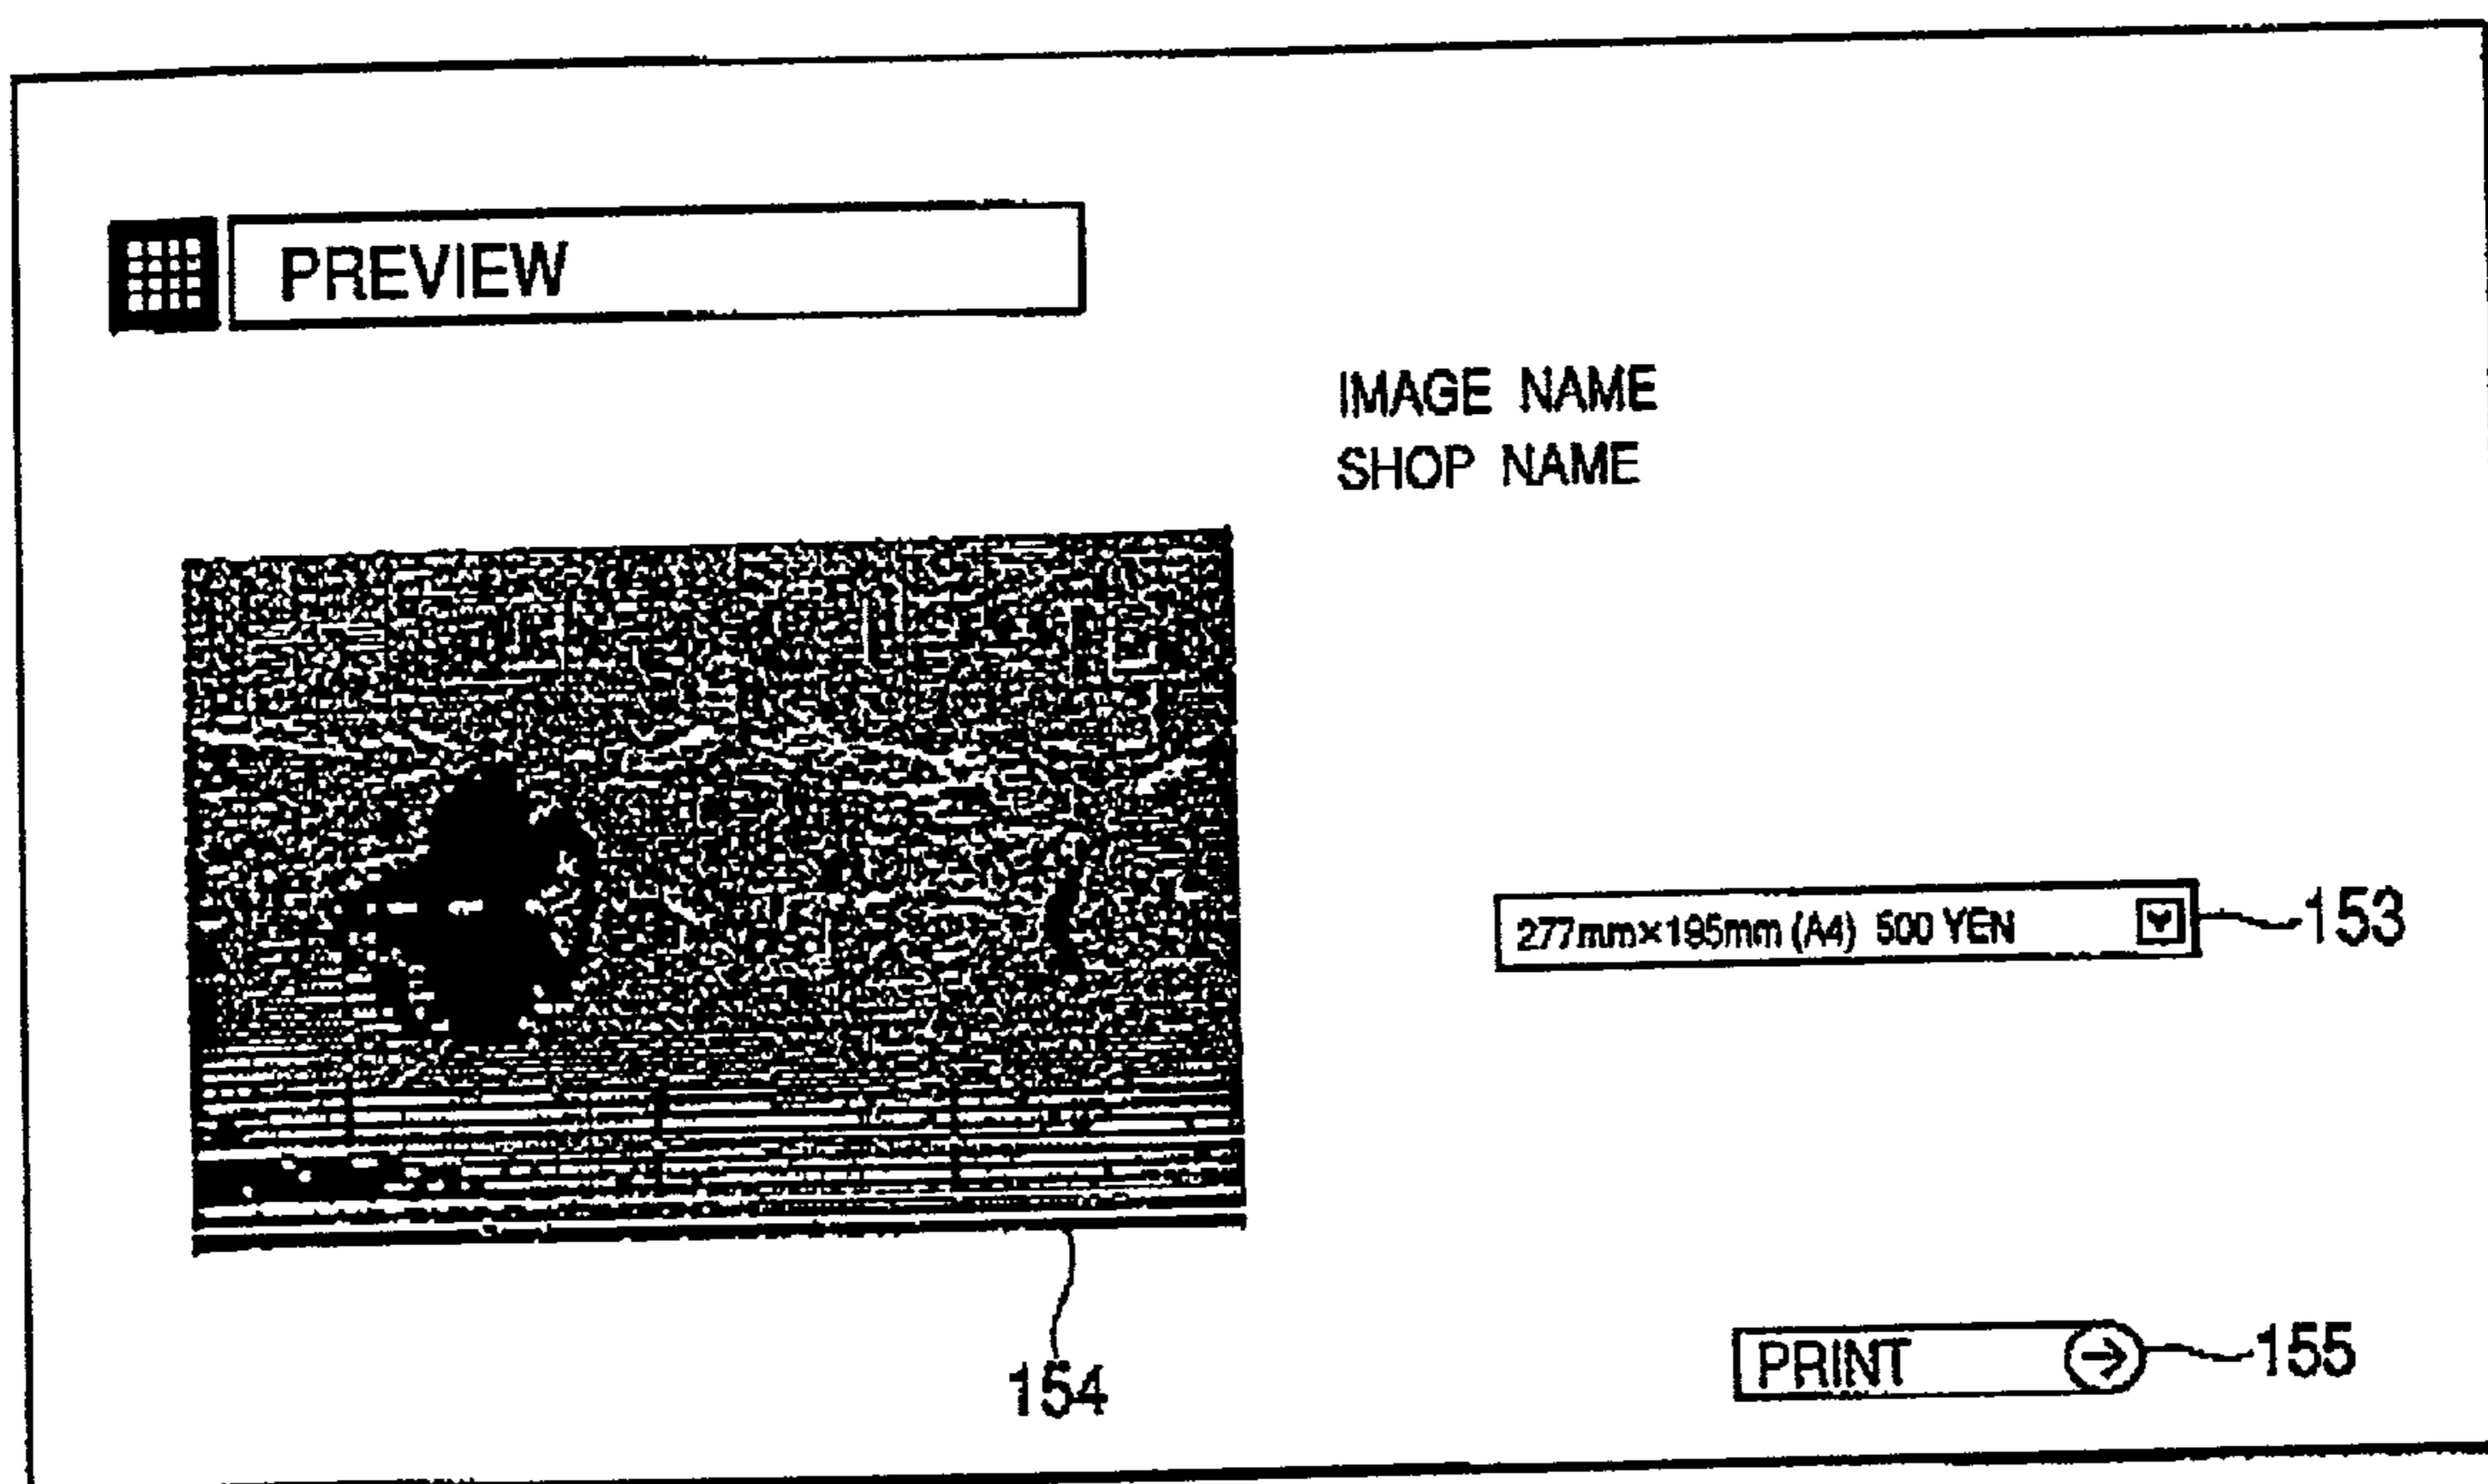 PREVIEW
IMAGE NAME
SHOP NAME
277mm×195mm (A4) 500 YEN
153
PRINT
155
154